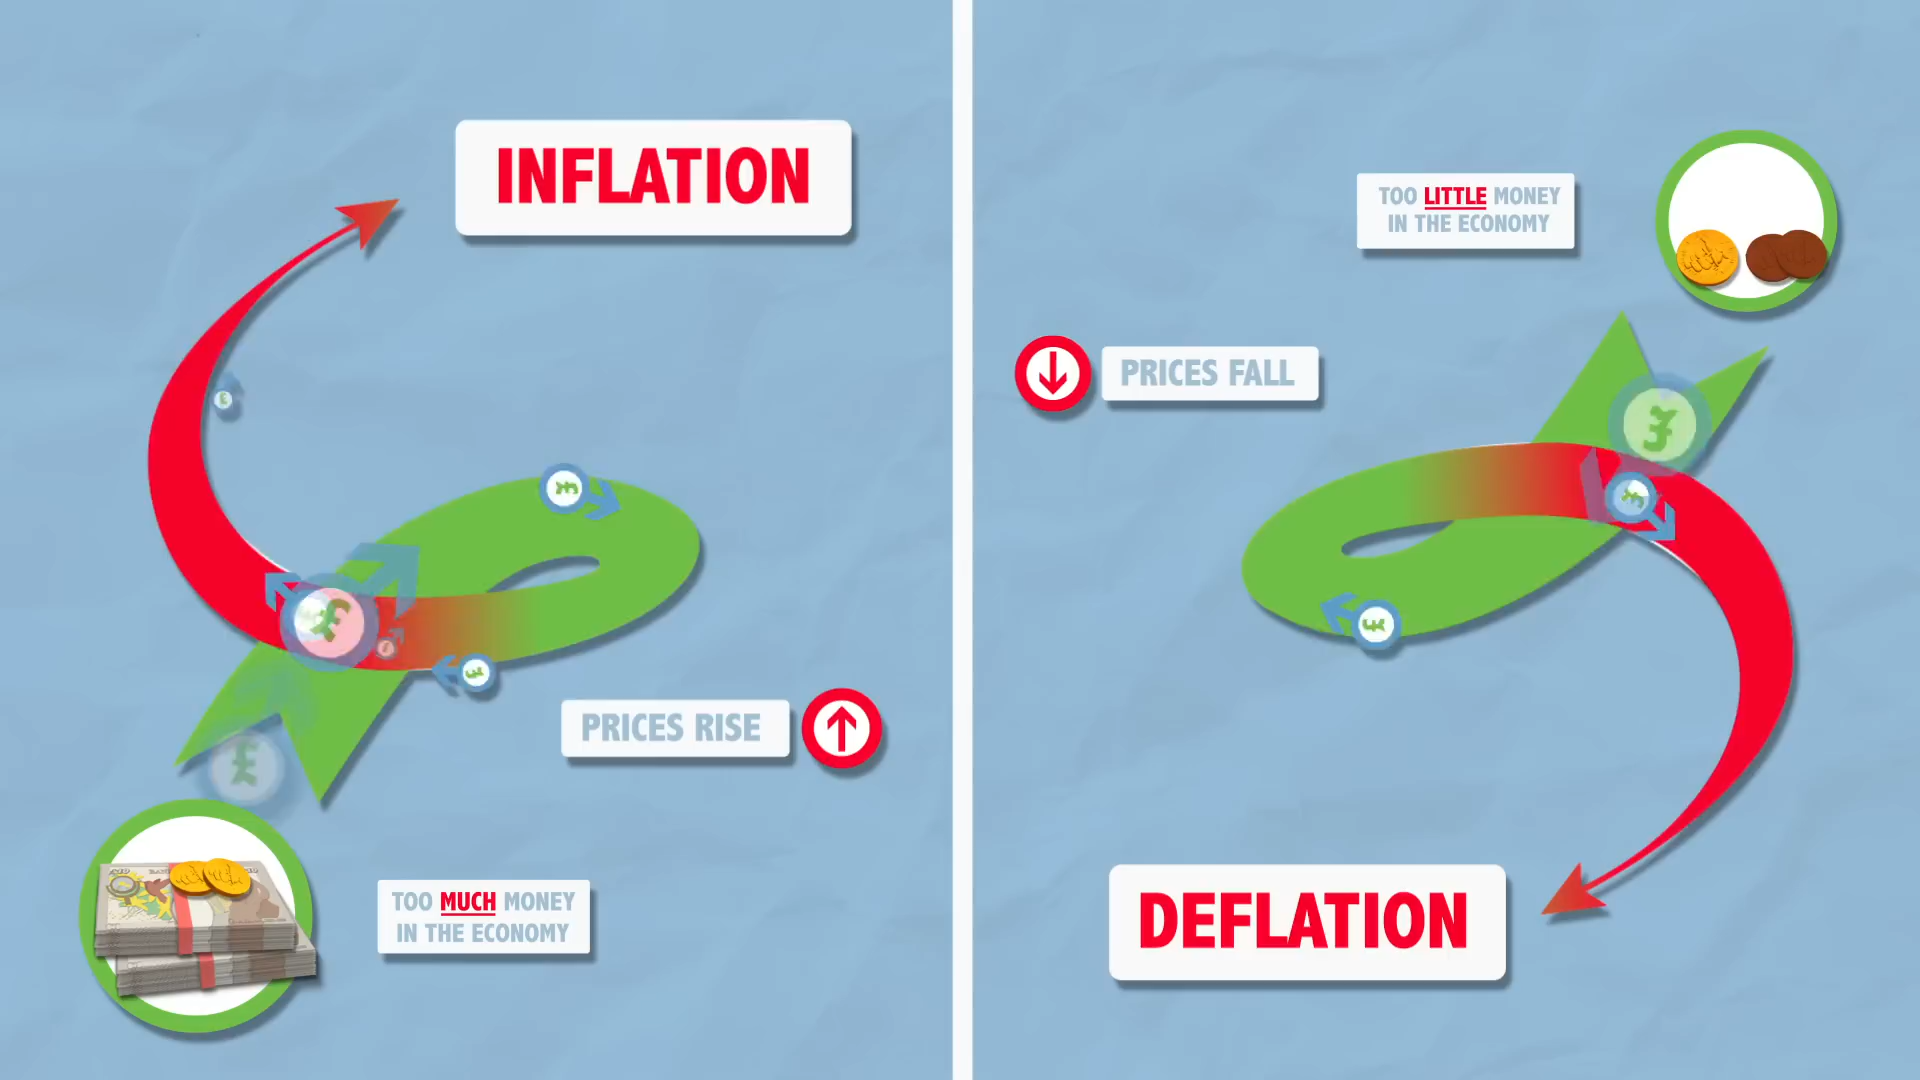 INFLATION
PRICES RISE
TOO MUCH MONEY
IN THE ECONOMY
TOO LITTLE MONEY
IN THE ECONOMY
PRICES FALL
DEFLATION
£
£
£
£
£
£
£
£
£